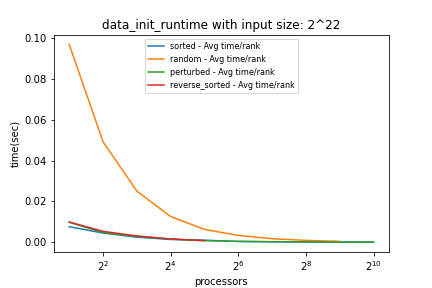 data_init_runtime with input size: 2^22
sorted - Avg time/rank
random - Avg time/rank
perturbed - Avg time/rank
reverse_sorted - Avg time/rank
time(sec)
0.10
0.08
0.06
0.04
0.02
0.00
2^2 2^4 2^6 2^8 2^10
processors